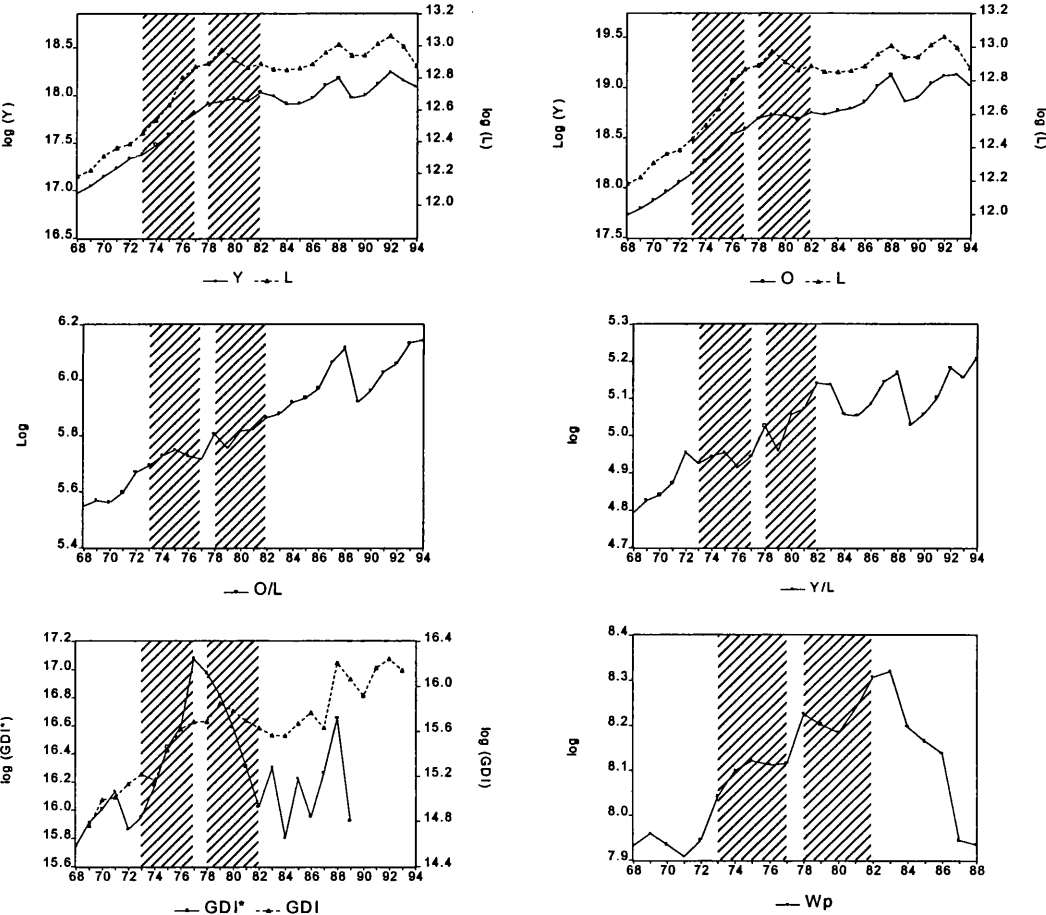 log (Y)
18.5
18.0
17.5
17.0
16.5
13.2
13.0
12.8
12.6
12.4
12.2
12.0
log (L)
68 70 72 74 76 78 80 82 84 86 88 90 92 94
Y L
Log (Y)
19.5
19.0
18.5
18.0
17.5
13.2
13.0
12.8
12.6
12.4
12.2
12.0
log (L)
68 70 72 74 76 78 80 82 84 86 88 90 92 94
O L
Log
6.2
6.0
5.8
5.6
5.4
68 70 72 74 76 78 80 82 84 86 88 90 92 94
O/L
log
5.3
5.2
5.1
5.0
4.9
4.8
4.7
68 70 72 74 76 78 80 82 84 86 88 90 92 94
Y/L
log (GDI*)
17.2
17.0
16.8
16.6
16.4
16.2
16.0
15.8
15.6
16.4
16.0
15.6
15.2
14.8
14.4
log (GDI)
68 70 72 74 76 78 80 82 84 86 88 90 92 94
GDI* GDI
log
8.4
8.3
8.2
8.1
8.0
7.9
68 70 72 74 76 78 80 82 84 86 88
Wp